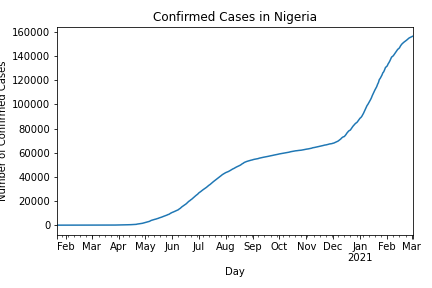 Confirmed Cases in Nigeria
160000
140000
120000
100000
80000
60000
40000
20000
0
Number of Confirmed Cases
Feb Mar Apr May Jun Jul Aug Sep Oct Nov Dec Jan Feb Mar
2021
Day